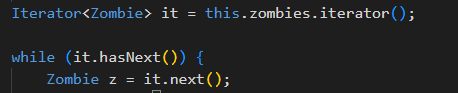 Iterator<Zombie> it = this.zombies.iterator();
while (it.hasNext()) {
Zombie z = it.next();